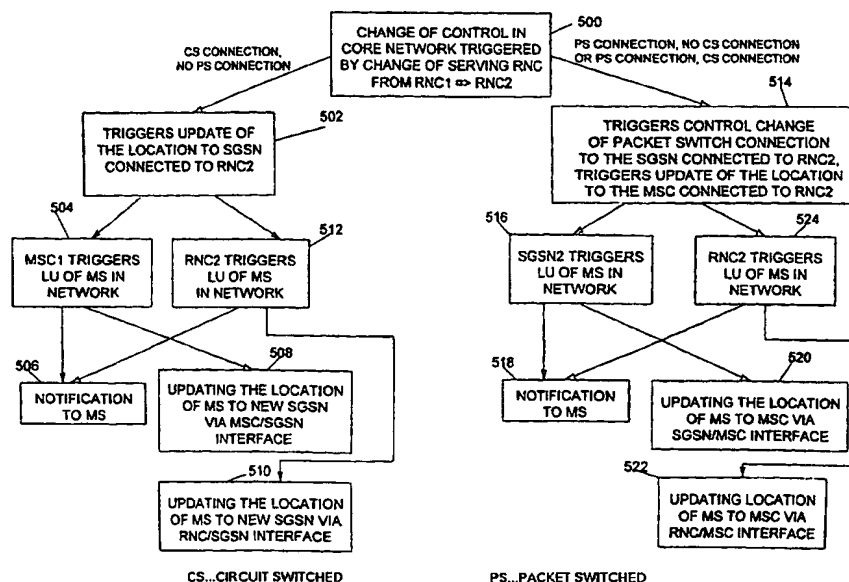 500
CHANGE OF CONTROL IN
CORE NETWORK TRIGGERED
BY CHANGE OF SERVING RNC
FROM RNC1 => RNC2
CS CONNECTION,
NO PS CONNECTION
PS CONNECTION, NO CS CONNECTION
OR PS CONNECTION, CS CONNECTION
502
TRIGGERS UPDATE OF
THE LOCATION TO SGSN
CONNECTED TO RNC2
514
TRIGGERS CONTROL CHANGE
OF PACKET SWITCH CONNECTION
TO THE SGSN CONNECTED TO RNC2,
TRIGGERS UPDATE OF THE LOCATION
TO THE MSC CONNECTED TO RNC2
504
MSC1 TRIGGERS
LU OF MS IN
NETWORK
512
RNC2 TRIGGERS
LU OF MS
IN NETWORK
516
SGSN2 TRIGGERS
LU OF MS IN
NETWORK
524
RNC2 TRIGGERS
LU OF MS IN
NETWORK
506
NOTIFICATION
TO MS
508
UPDATING THE LOCATION
OF MS TO NEW SGSN
VIA MSC/SGSN
INTERFACE
518
NOTIFICATION
TO MS
520
UPDATING THE LOCATION
OF MS TO MSC VIA
SGSN/MSC INTERFACE
510
UPDATING THE LOCATION
OF MS TO NEW SGSN VIA
RNC/SGSN INTERFACE
522
UPDATING LOCATION
OF MS TO MSC VIA
RNC/MSC INTERFACE
CS...CIRCUIT SWITCHED
PS...PACKET SWITCHED